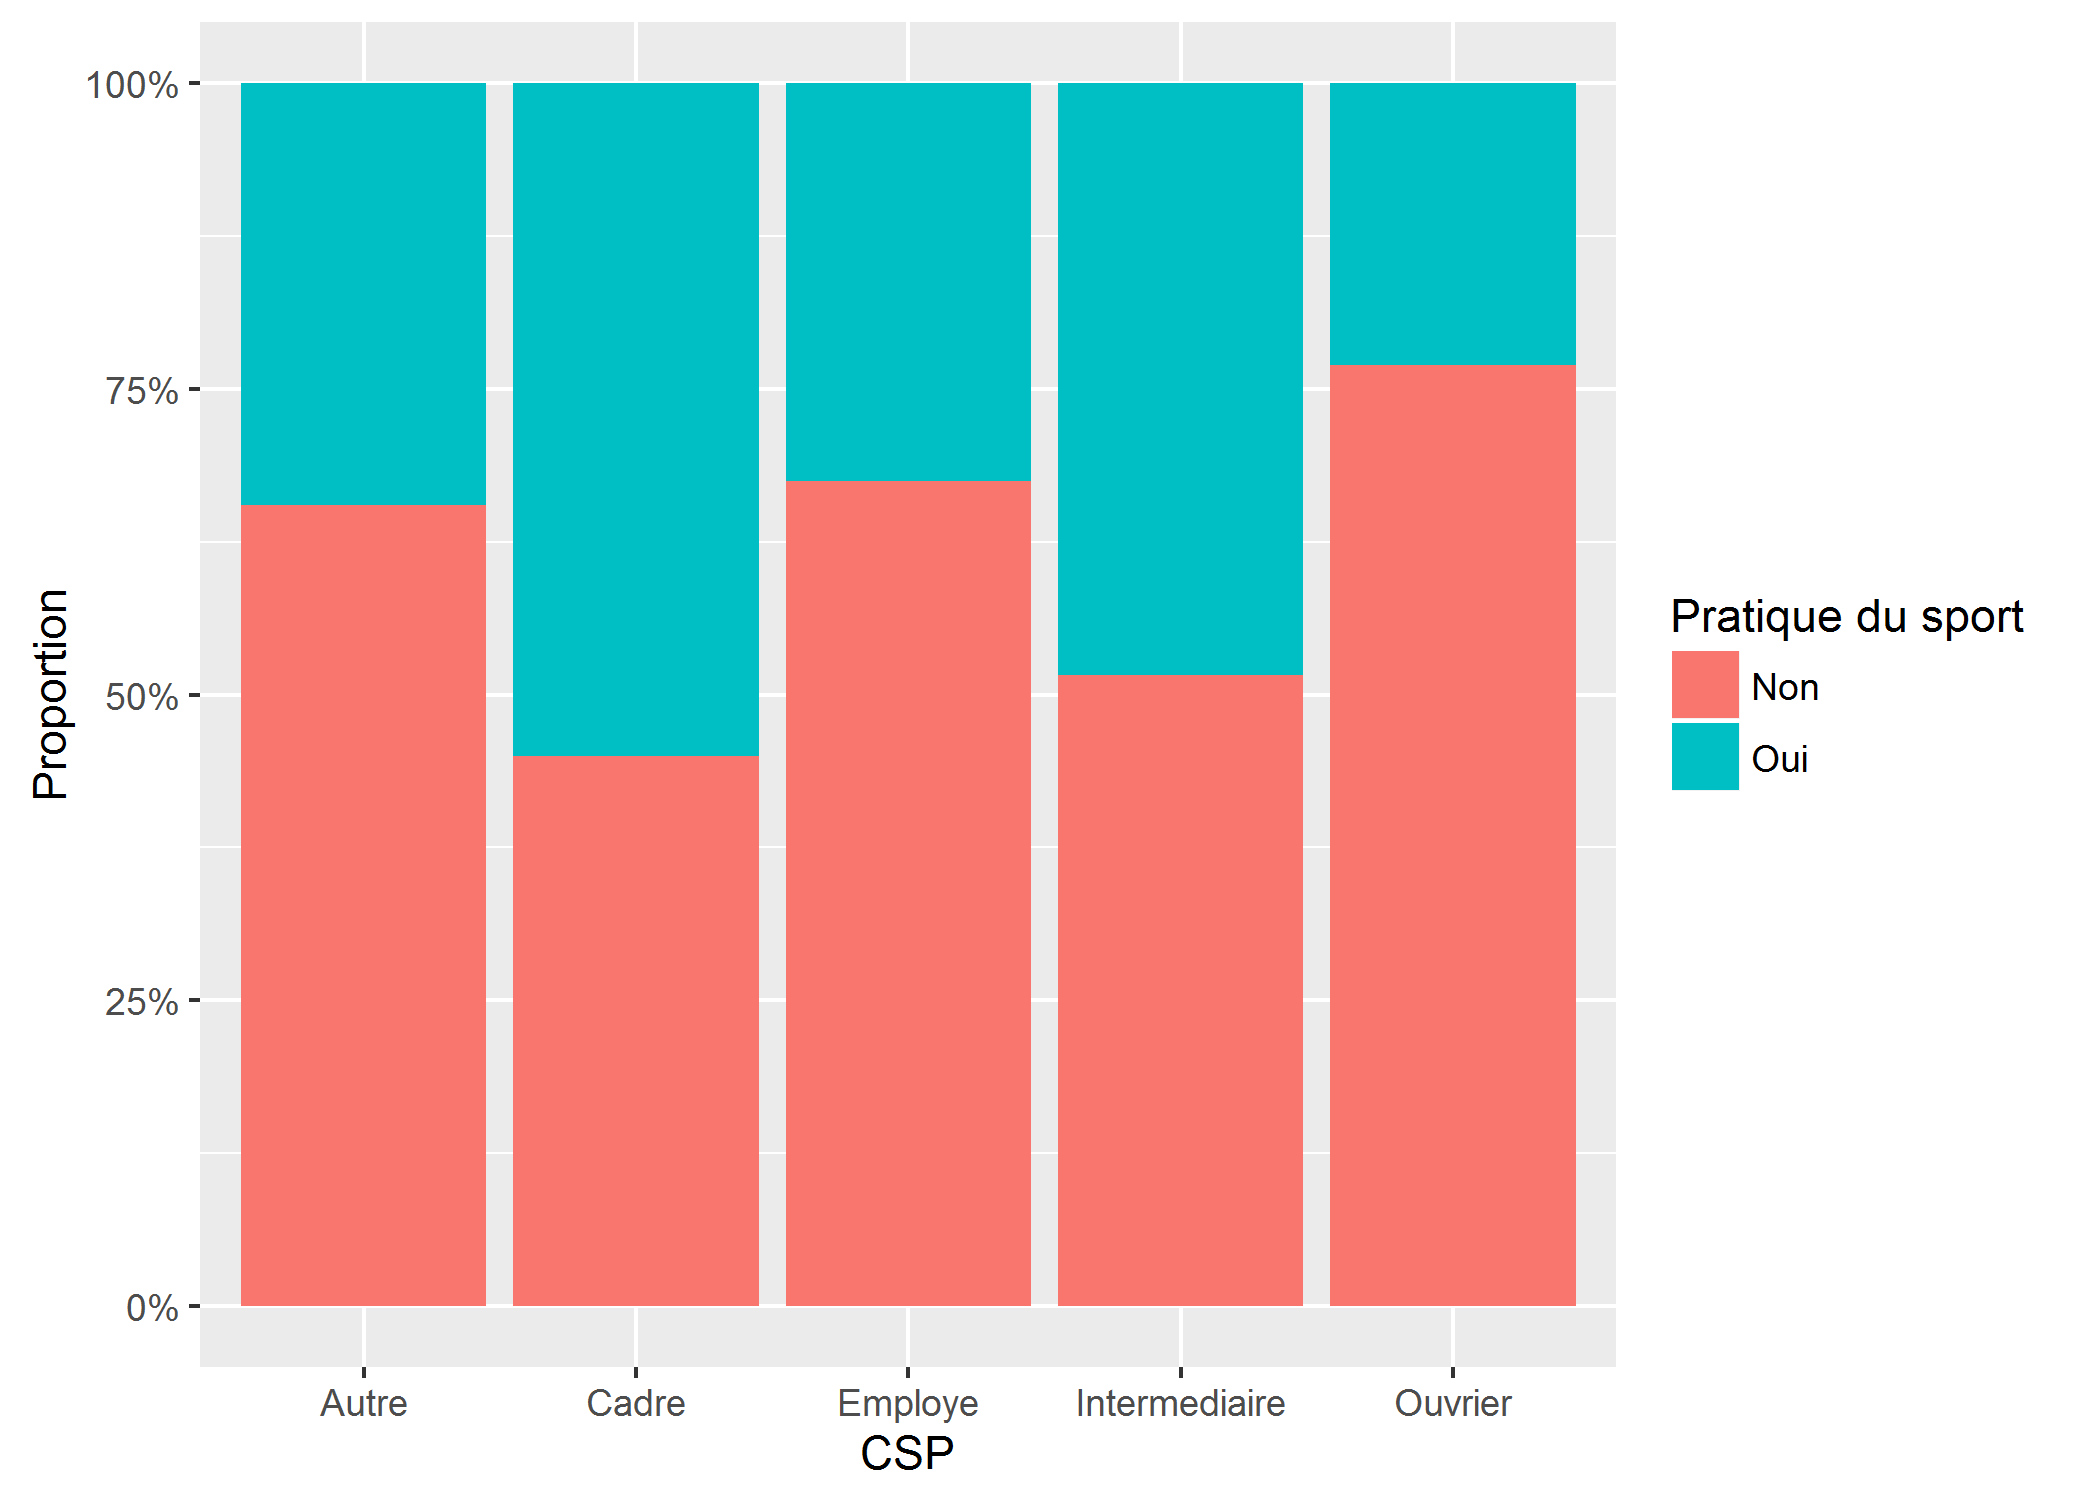 100%
75%
50%
25%
0%
Proportion
Autre
Cadre
Employe
Intermediaire
Ouvrier
CSP
Pratique du sport
Non
Oui